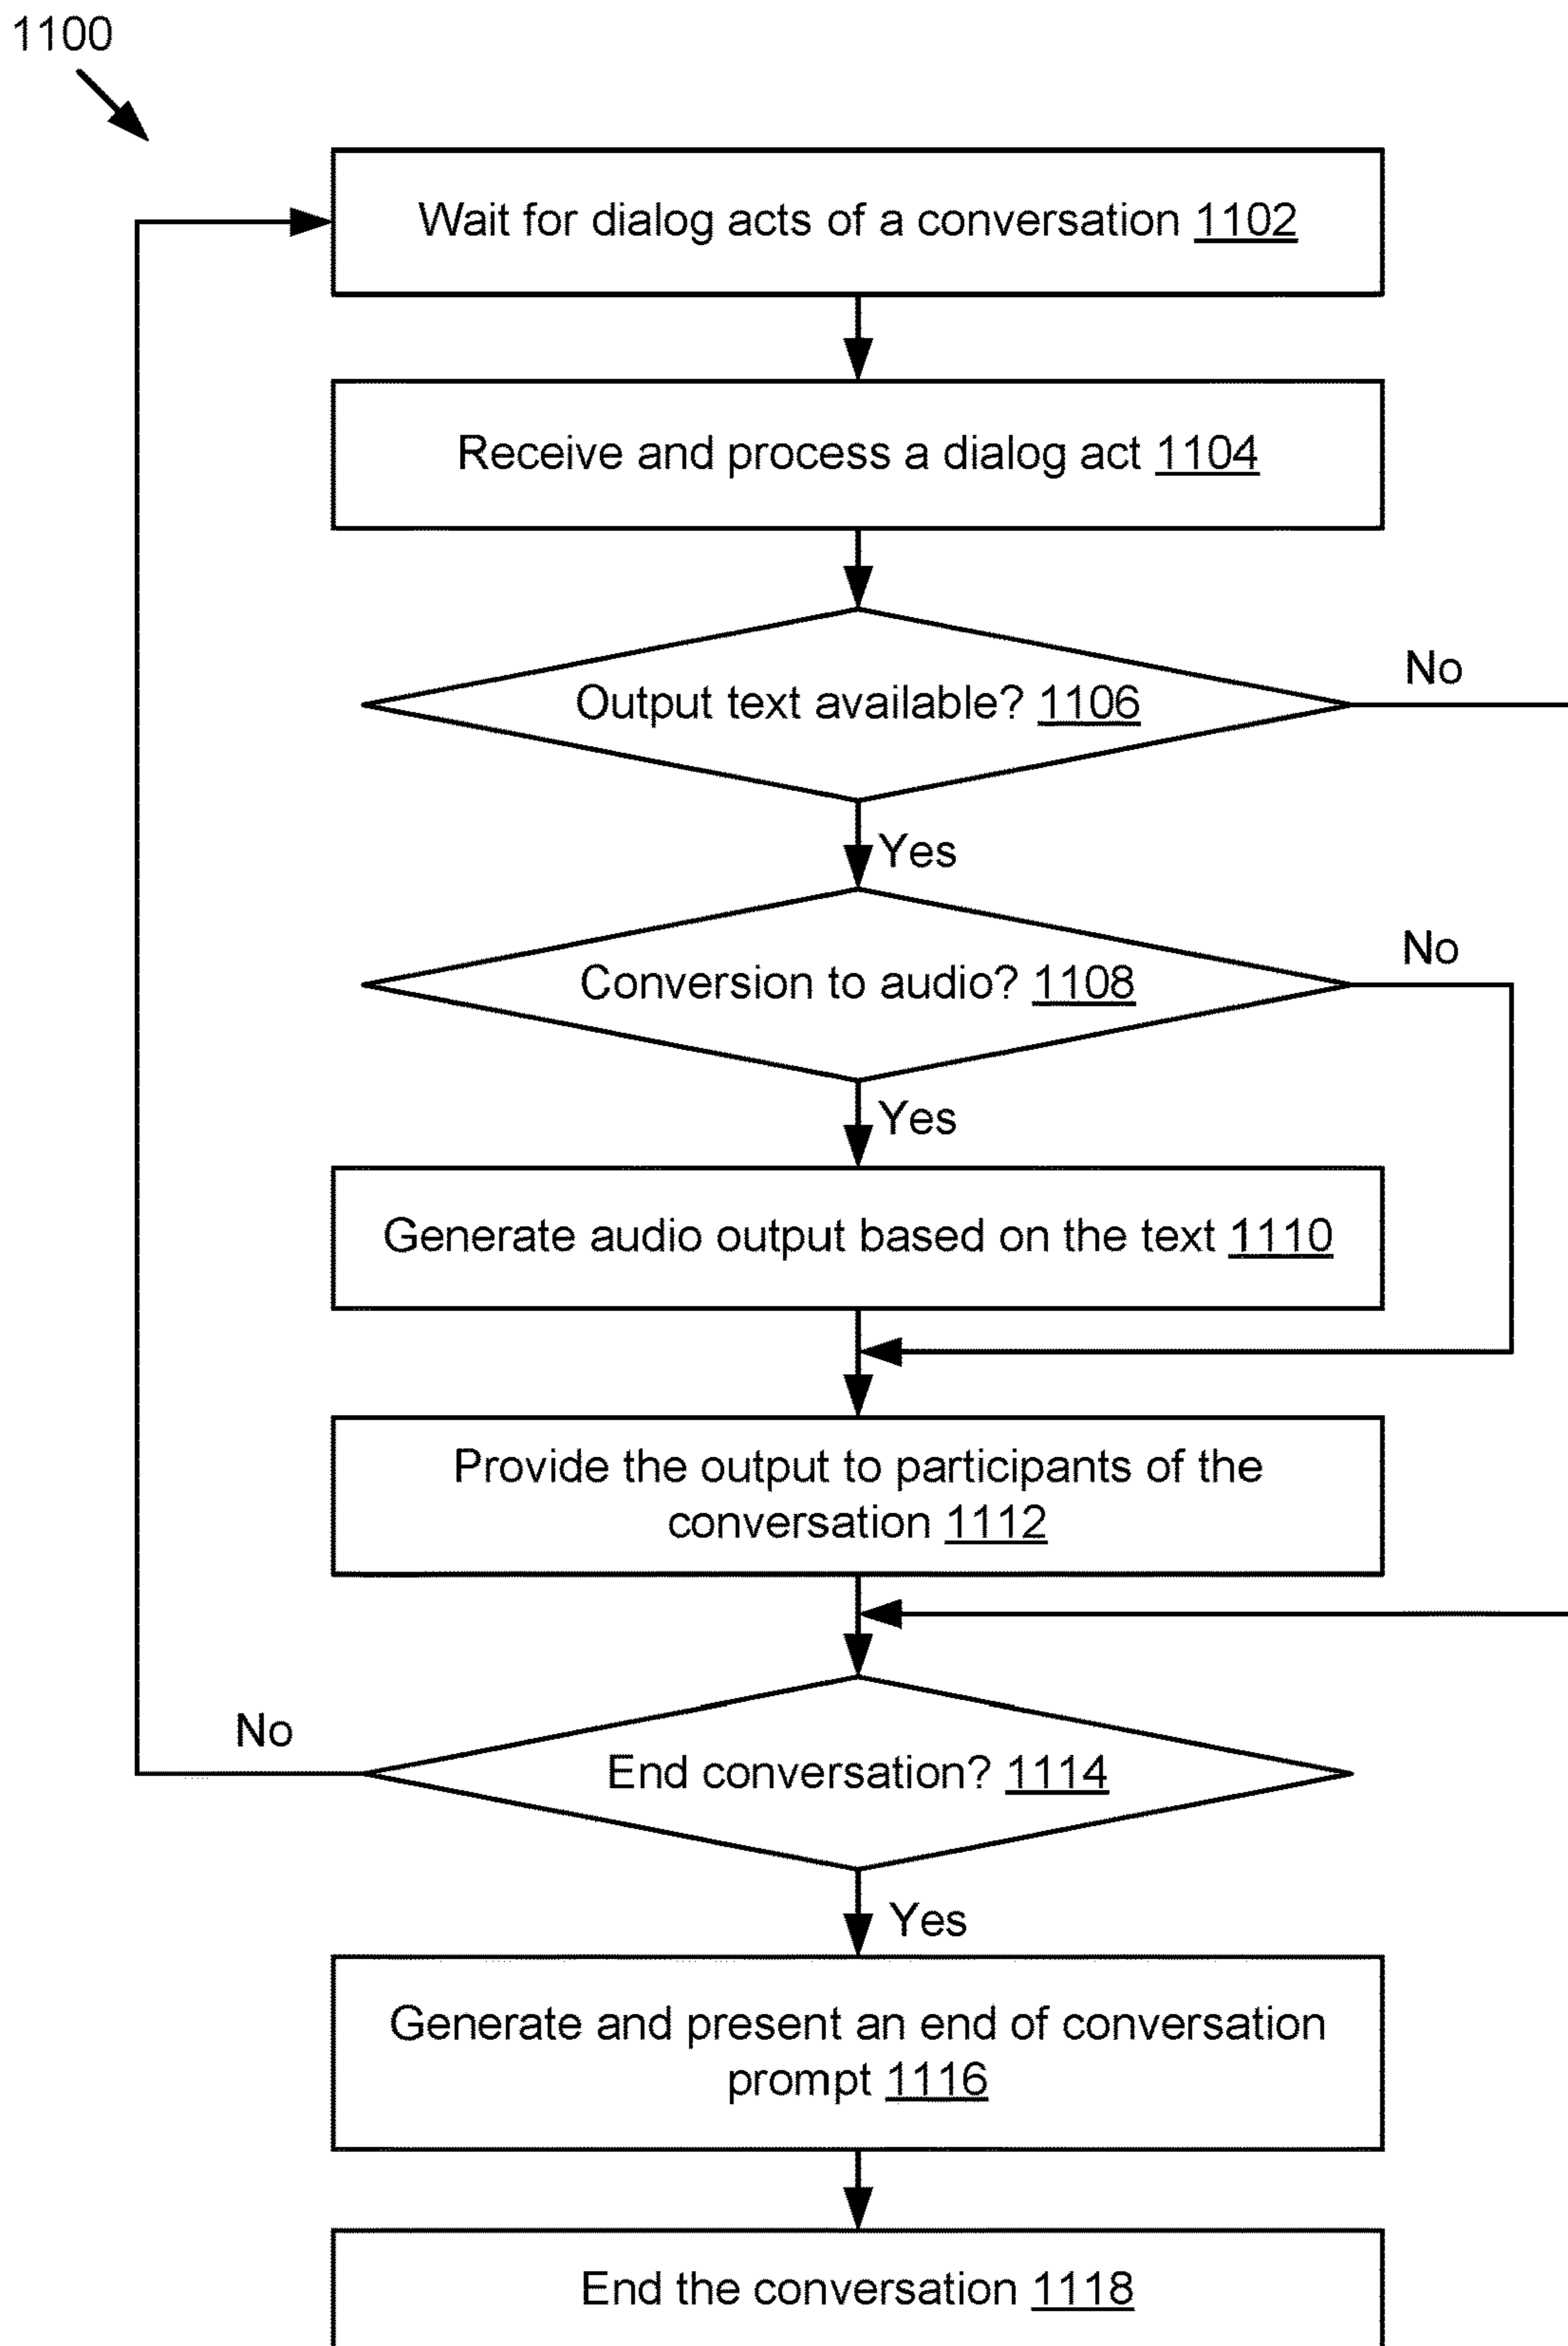 1100
Wait for dialog acts of a conversation 1102
Receive and process a dialog act 1104
No
Output text available? 1106
Yes
No
Conversion to audio? 1108
Yes
Generate audio output based on the text 1110
Provide the output to participants of the
conversation 1112
No
End conversation? 1114
Yes
Generate and present an end of conversation
prompt 1116
End the conversation 1118